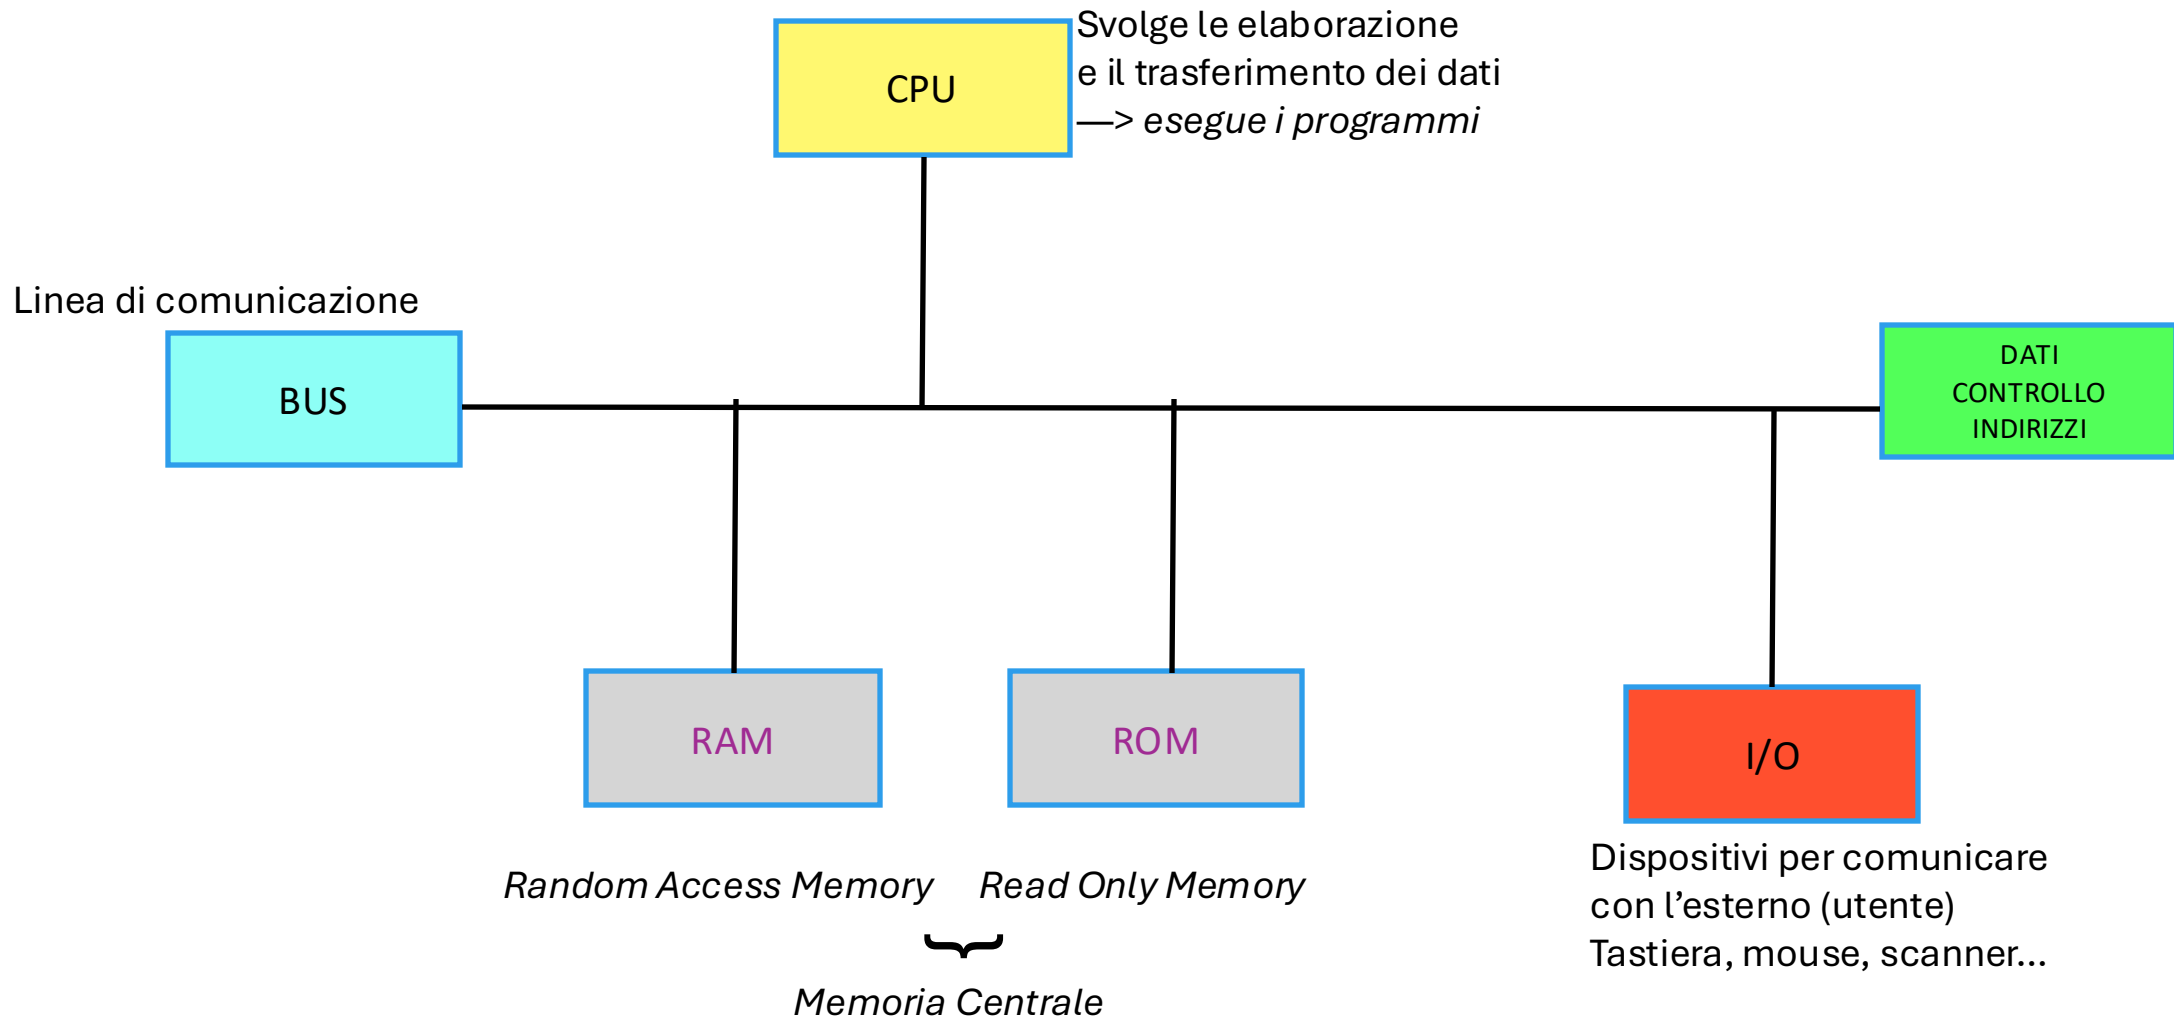 Svolge le elaborazione
e il trasferimento dei dati
—> esegue i programmi
CPU
Linea di comunicazione
BUS
DATI
CONTROLLO
INDIRIZZI
RAM
ROM
I/O
Random Access Memory
Read Only Memory
Memoria Centrale
Dispositivi per comunicare
con l’esterno (utente)
Tastiera, mouse, scanner...